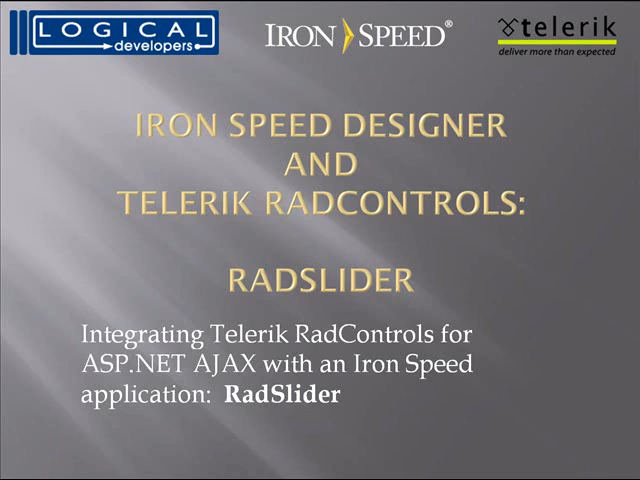 LOGICAL
developers
IRON SPEED®
telerik
deliver more than expected
IRON SPEED DESIGNER
AND
TELERIK RADCONTROLS:
RADSLIDER
Integrating Telerik RadControls for
ASP.NET AJAX with an Iron Speed
application: RadSlider